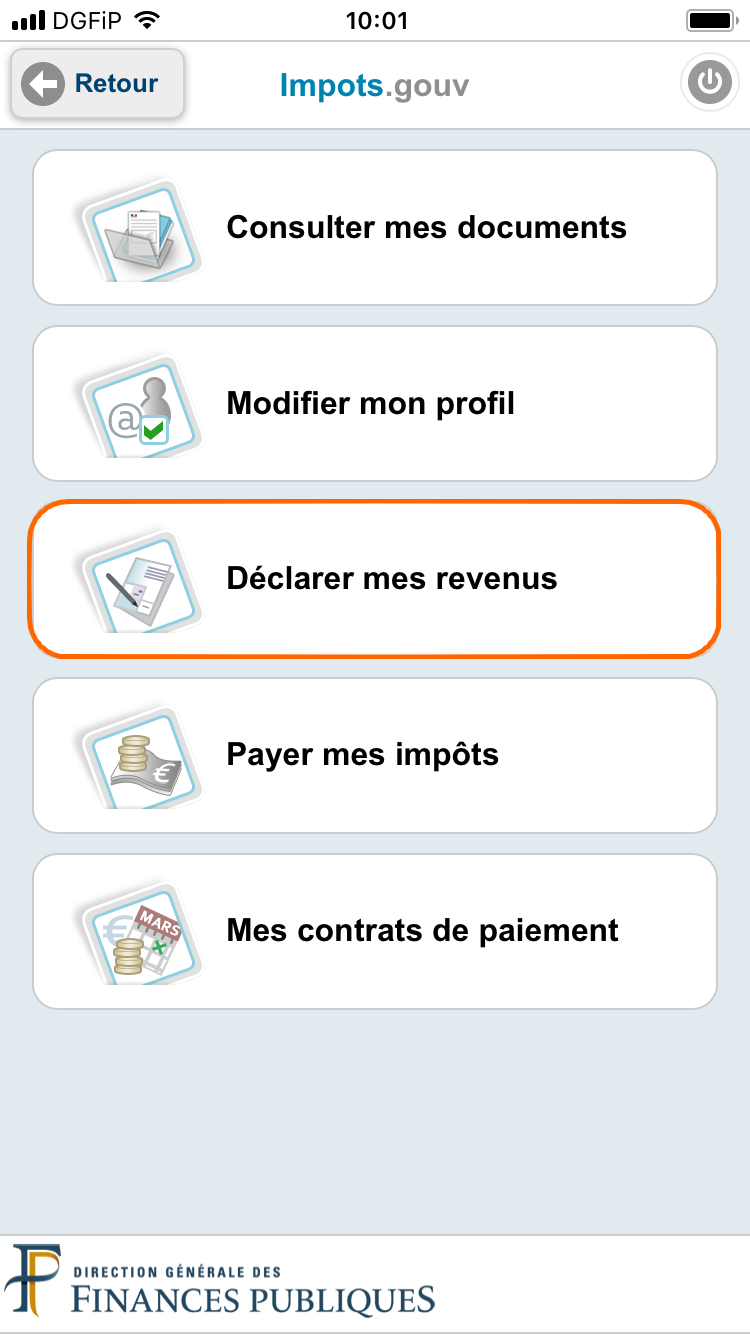 DGFiP 10:01
Retour Impots.gouv
Consulter mes documents
Modifier mon profil
Déclarer mes revenus
Payer mes impôts
MARS
Mes contrats de paiement
DIRECTION GÉNÉRALE DES
FINANCES PUBLIQUES